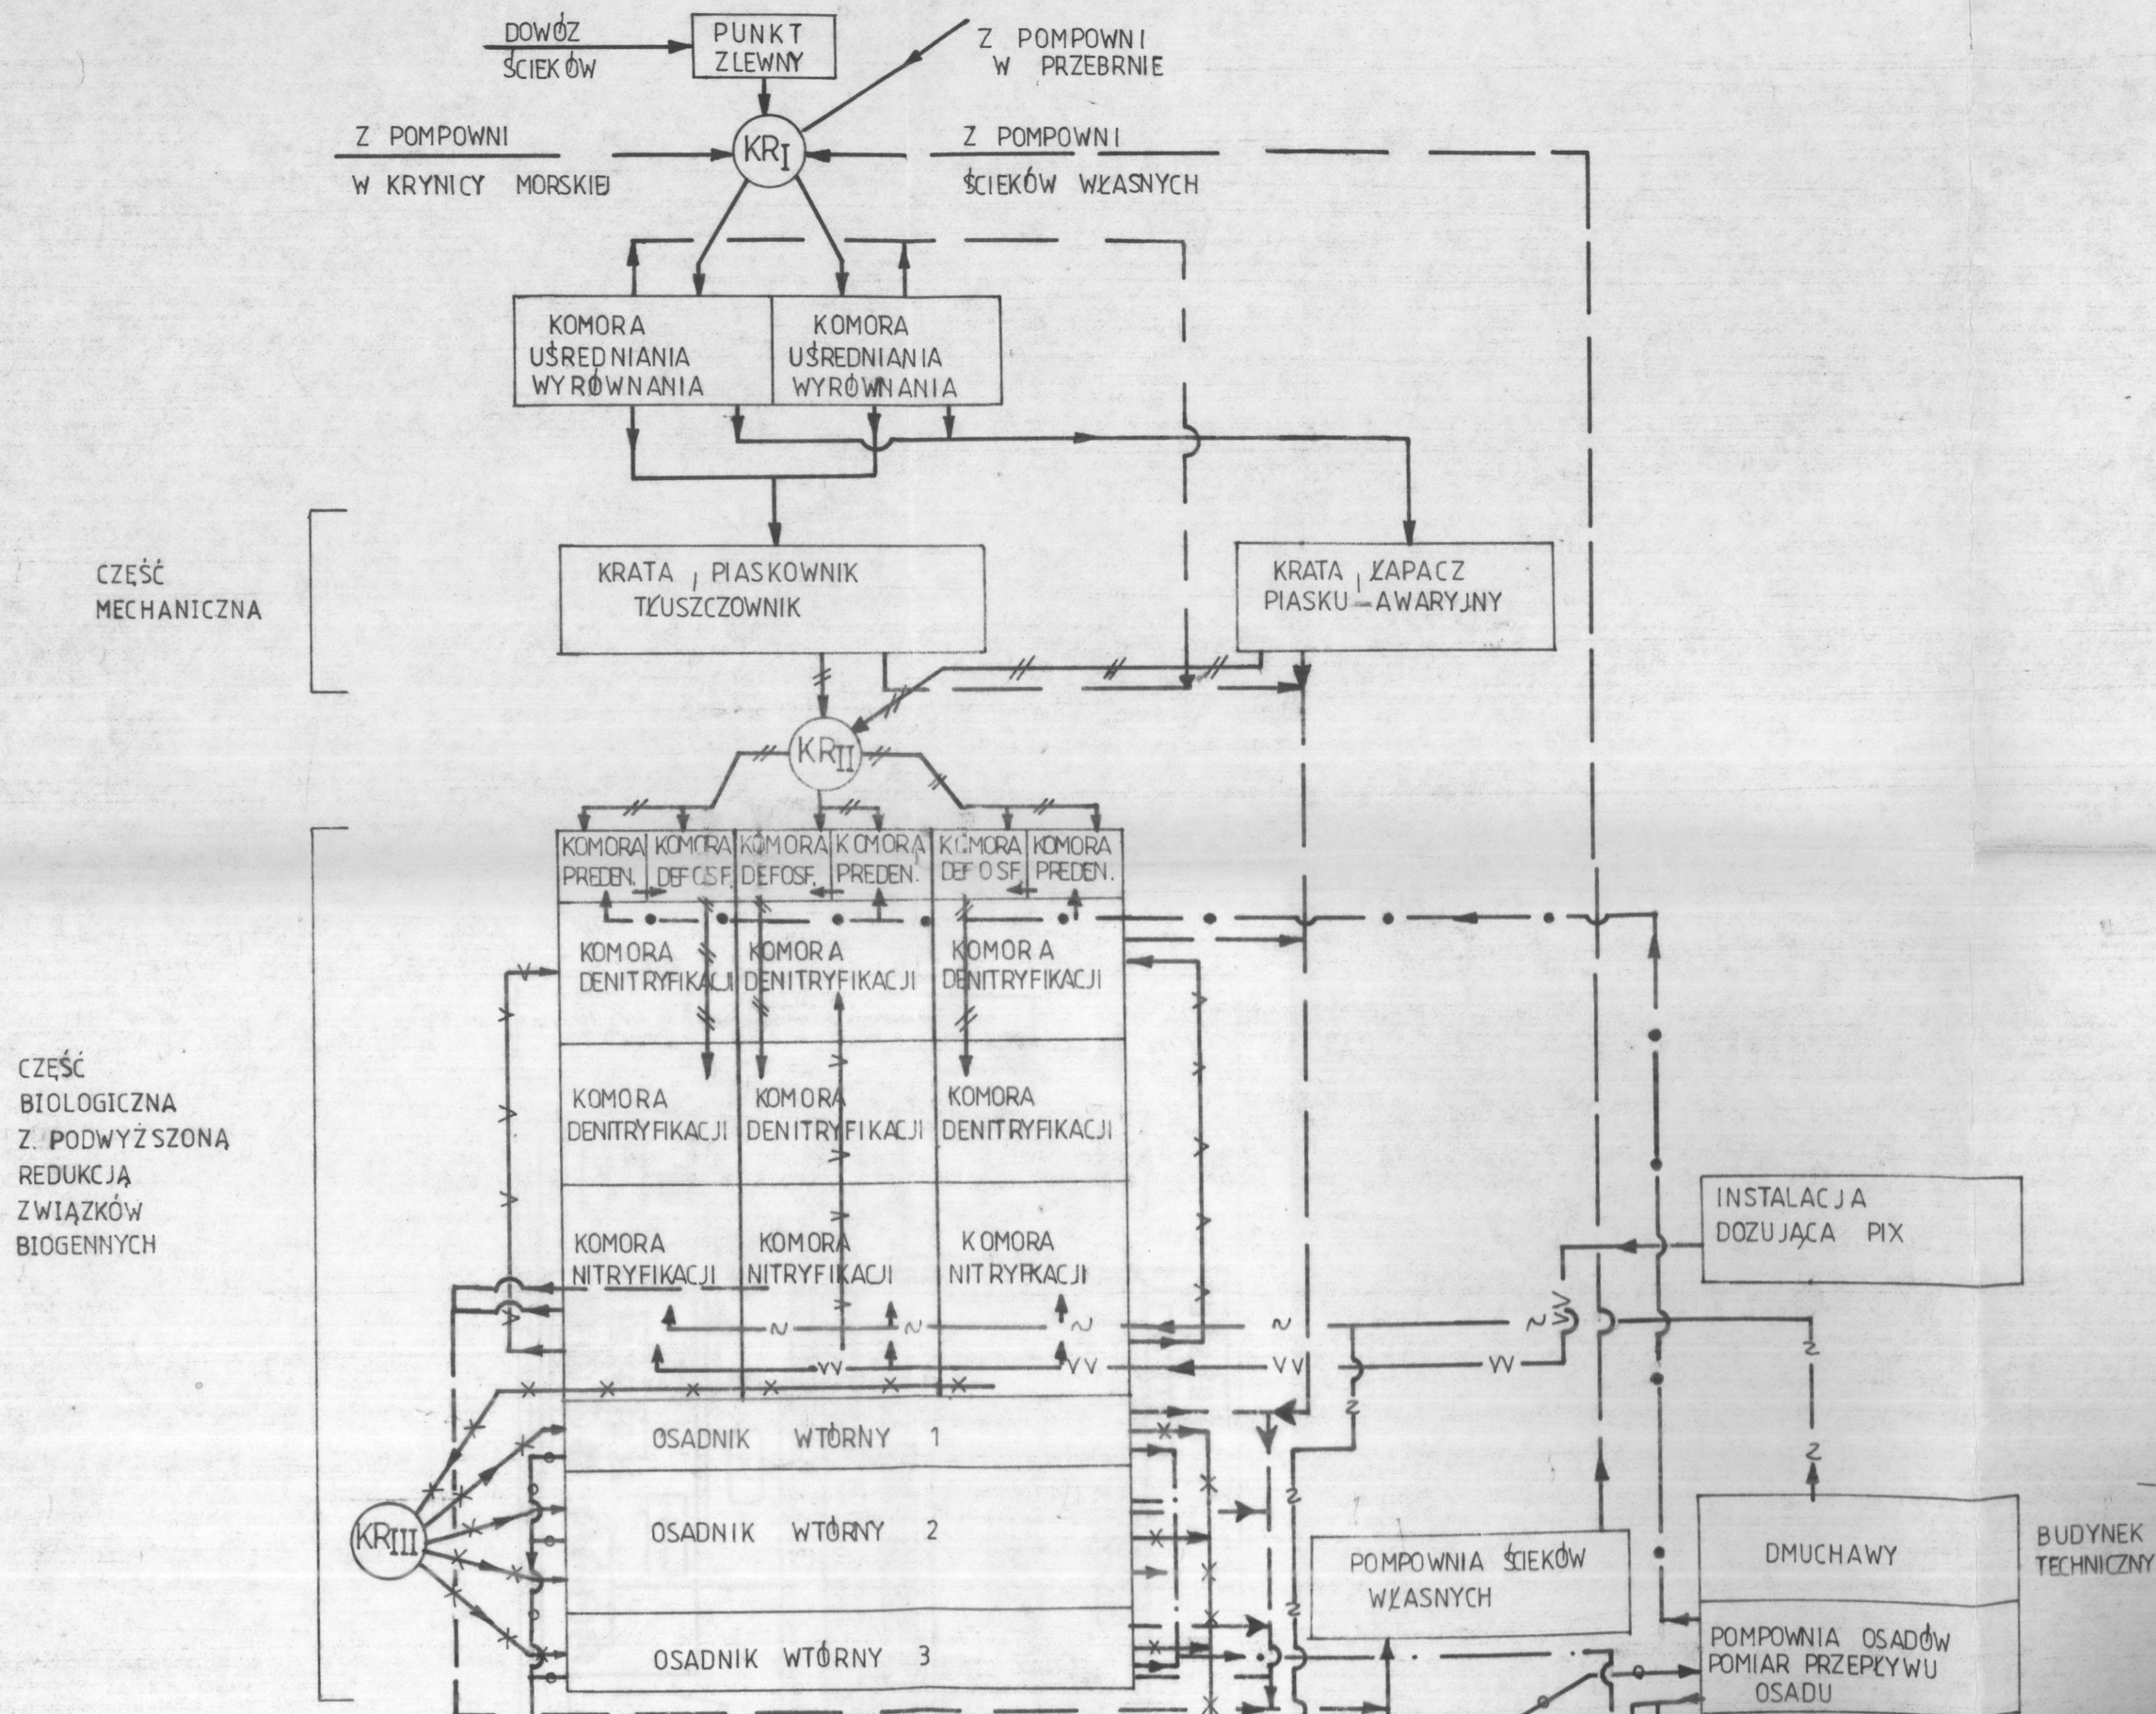 DOWÓZ
ŚCIEKÓW
PUNKT
ZLEWNY
Z POMPOWNI
W PRZEBRNIE
Z POMPOWNI
W KRYNICY MORSKIEJ
KRI
Z POMPOWNI
ŚCIEKÓW WŁASNYCH
KOMORA
UŚREDNIANIA
WYRÓWNANIA
KOMORA
UŚREDNIANIA
WYRÓWNANIA
CZĘŚĆ
MECHANICZNA
KRATA, PIASKOWNIK
TŁUSZCZOWNIK
KRATA, ŁAPACZ
PIASKU-AWARYJNY
KRII
KOMORA
PREDEN.
KOMORA
DEFOSF.
KOMORA
DEFOSF.
KOMORA
PREDEN.
KOMORA
DEFOSF.
KOMORA
PREDEN.
KOMORA
DENITRYFIKACJI
KOMORA
DENITRYFIKACJI
KOMORA
DENITRYFIKACJI
CZĘŚĆ
BIOLOGICZNA
Z. PODWYŻSZONĄ
REDUKCJĄ
ZWIĄZKÓW
BIOGENNYCH
KOMORA
DENITRYFIKACJI
KOMORA
DENITRYFIKACJI
KOMORA
DENITRYFIKACJI
INSTALACJA
DOZUJĄCA PIX
KOMORA
NITRYFIKACJI
KOMORA
NITRYFIKACJI
KOMORA
NITRYFKACJI
OSADNIK WTÓRNY 1
KRIII
OSADNIK WTÓRNY 2
OSADNIK WTÓRNY 3
POMPOWNIA ŚCIEKÓW
WŁASNYCH
DMUCHAWY
BUDYNEK
TECHNICZNY
POMPOWNIA OSADÓW
POMIAR PRZEPŁYWU
OSADU